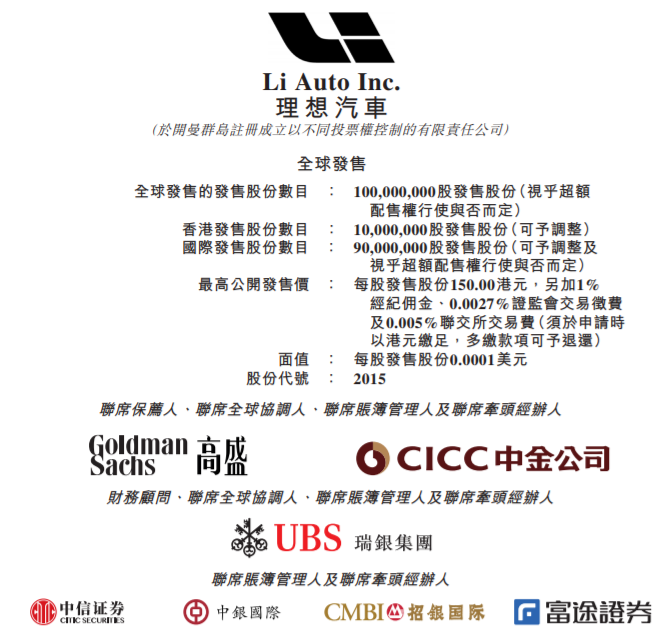 Li Auto Inc.
理想汽車
(於開曼群島註冊成立以不同投票權控制的有限責任公司)
全球發售
全球發售的發售股份數目 : 100,000,000股發售股份(視乎超額
配售權行使與否而定)
香港發售股份數目 : 10,000,000股發售股份(可予調整)
國際發售股份數目 : 90,000,000股發售股份(可予調整及
視乎超額配售權行使與否而定)
最高公開發售價 : 每股發售股份150.00港元,另加1%
經紀佣金、0.0027%證監會交易徵費
及0.005%聯交所交易費(須於申請時
以港元繳足,多繳款項可予退還)
面值 : 每股發售股份0.0001美元
股份代號 : 2015
聯席保薦人、聯席全球協調人、聯席賬簿管理人及聯席牽頭經辦人
Goldman Sachs 高盛
CICC 中金公司
財務顧問、聯席全球協調人、聯席賬簿管理人及聯席牽頭經辦人
UBS 瑞銀集團
聯席賬簿管理人及聯席牽頭經辦人
中信证券 CITIC SECURITIES
中銀國際
CMBI 招銀国际
富途證券